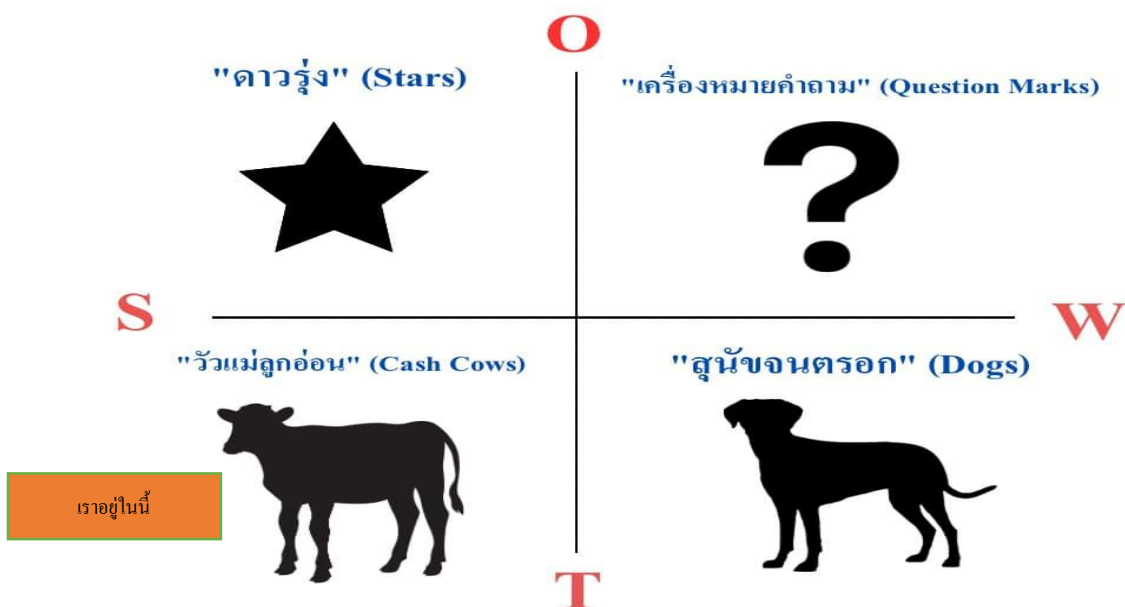 O
"ดาวรุ่ง" (Stars)
"เครื่องหมายคำถาม" (Question Marks)
?
S
W
"วัวแม่ลูกอ่อน" (Cash Cows)
"สุนัขจนตรอก" (Dogs)
เราอยู่ในนี้
T